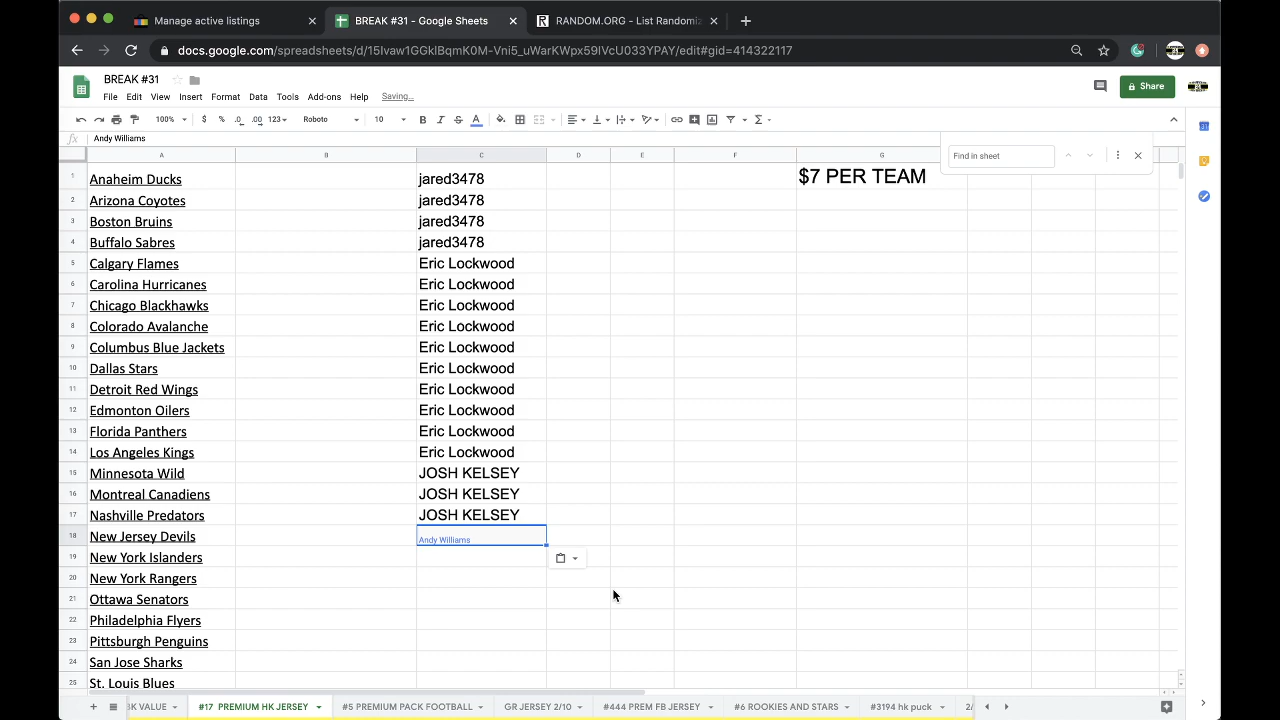 Manage active listings
BREAK #31 - Google Sheets
RANDOM.ORG - List Randomiz
BREAK #31
File Edit View Insert Format Data Tools Add-ons Help Saving...
Share
100% $ % .0 .00 123 Roboto 10 B I S A
fx Andy Williams
Find in sheet
A B C D E F G
1 Anaheim Ducks jared3478 $7 PER TEAM
2 Arizona Coyotes jared3478
3 Boston Bruins jared3478
4 Buffalo Sabres jared3478
5 Calgary Flames Eric Lockwood
6 Carolina Hurricanes Eric Lockwood
7 Chicago Blackhawks Eric Lockwood
8 Colorado Avalanche Eric Lockwood
9 Columbus Blue Jackets Eric Lockwood
10 Dallas Stars Eric Lockwood
11 Detroit Red Wings Eric Lockwood
12 Edmonton Oilers Eric Lockwood
13 Florida Panthers Eric Lockwood
14 Los Angeles Kings Eric Lockwood
15 Minnesota Wild JOSH KELSEY
16 Montreal Canadiens JOSH KELSEY
17 Nashville Predators JOSH KELSEY
18 New Jersey Devils Andy Williams
19 New York Islanders
20 New York Rangers
21 Ottawa Senators
22 Philadelphia Flyers
23 Pittsburgh Penguins
24 San Jose Sharks
25 St. Louis Blues
K VALUE #17 PREMIUM HK JERSEY #5 PREMIUM PACK FOOTBALL GR JERSEY 2/10 #444 PREM FB JERSEY #6 ROOKIES AND STARS #3194 hk puck 2/